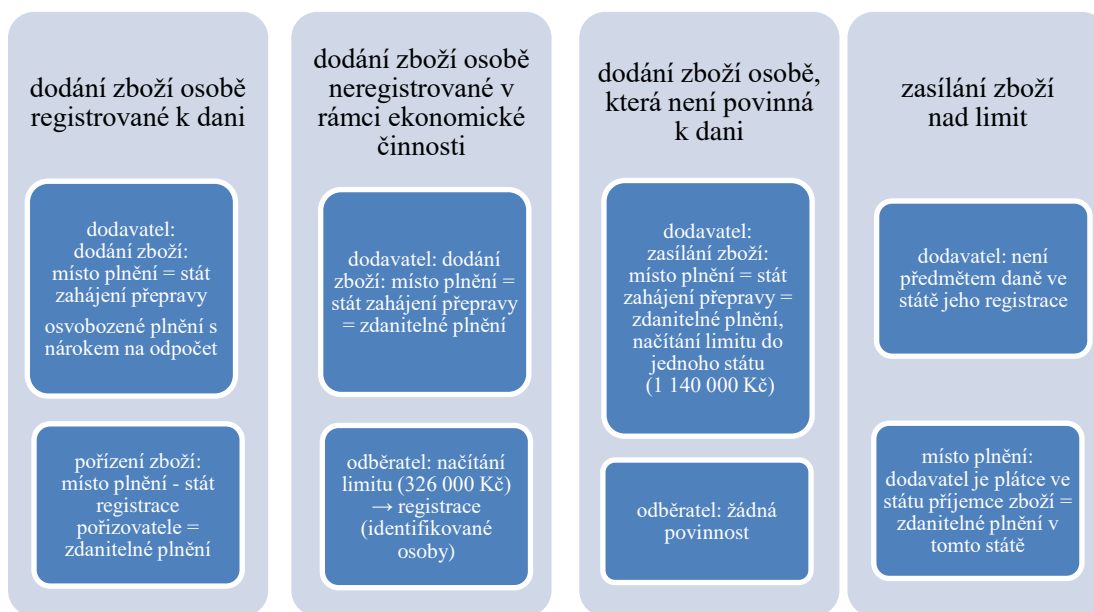 dodání zboží osobě
registrované k dani
dodavatel:
dodání zboží:
místo plnění = stát
zahájení přepravy
osvobozené plnění s
nárokem na odpočet
pořízení zboží:
místo plnění - stát
registrace
pořizovatele =
zdanitelné plnění
dodání zboží osobě
neregistrované v
rámci ekonomické
činnosti
dodavatel: dodání
zboží: místo plnění =
stát zahájení přepravy
= zdanitelné plnění
odběratel: načítání
limitu (326 000 Kč)
→ registrace
(identifikované
osoby)
dodání zboží osobě,
která není povinná
k dani
dodavatel:
zasílání zboží:
místo plnění = stát
zahájení přepravy =
zdanitelné plnění,
načítání limitu do
jednoho státu
(1 140 000 Kč)
odběratel: žádná
povinnost
zasílání zboží
nad limit
dodavatel: není
předmětem daně ve
státě jeho registrace
místo plnění:
dodavatel je plátce ve
státu příjemce zboží =
zdanitelné plnění v
tomto státě